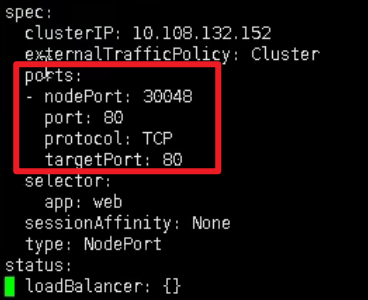 spec:
  clusterIP: 10.108.132.152
  externalTrafficPolicy: Cluster
  ports:
  - nodePort: 30048
    port: 80
    protocol: TCP
    targetPort: 80
  selector:
    app: web
  sessionAffinity: None
  type: NodePort
status:
  loadBalancer: {}